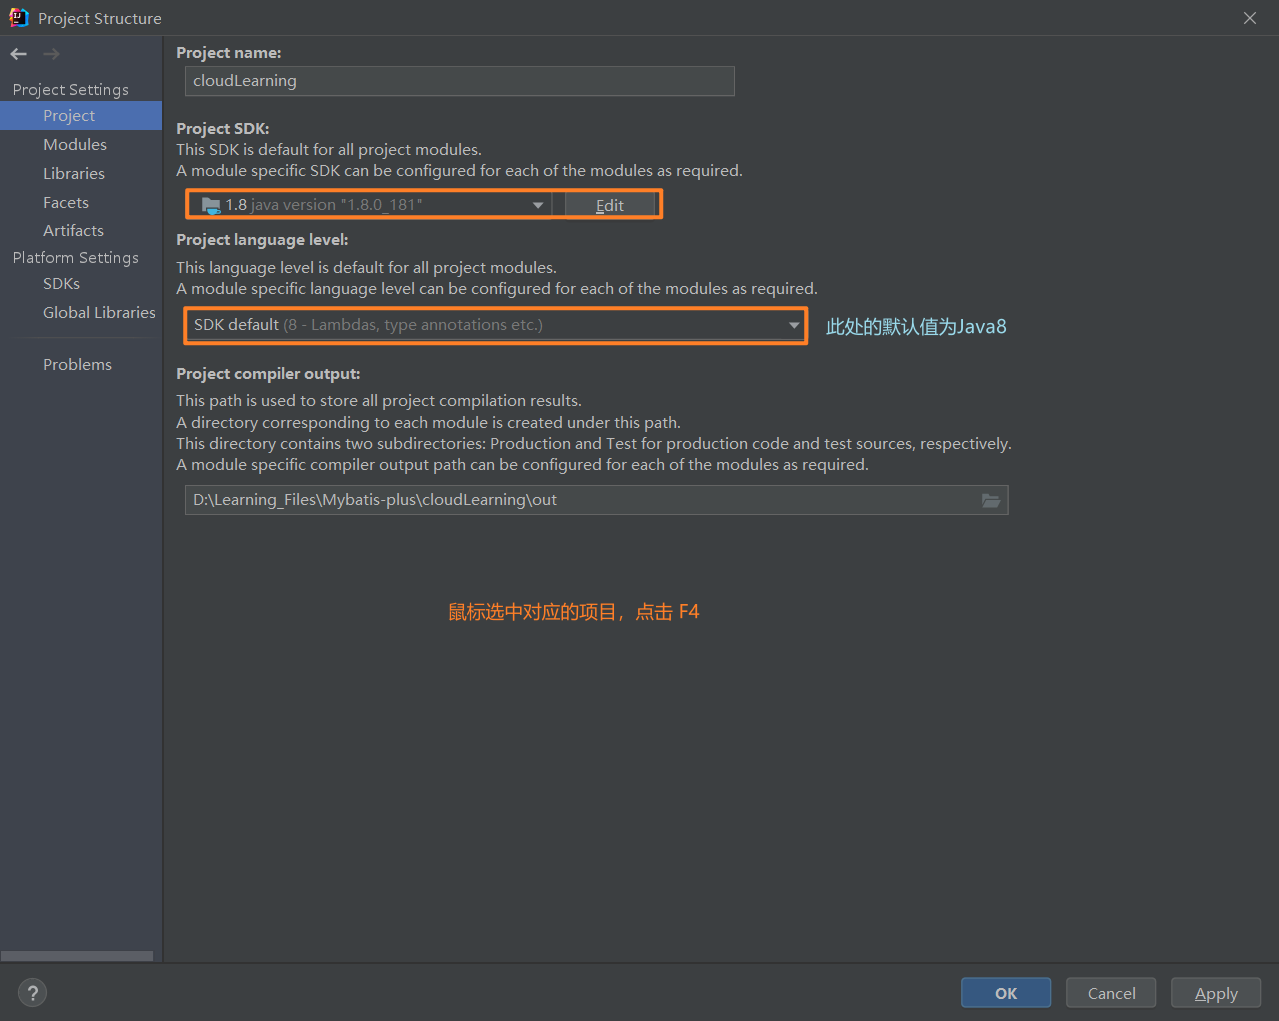 Project Structure
Project Settings
Project
Modules
Libraries
Facets
Artifacts
Platform Settings
SDKs
Global Libraries
Problems
Project name:
cloudLearning
Project SDK:
This SDK is default for all project modules.
A module specific SDK can be configured for each of the modules as required.
1.8 java version "1.8.0_181"
Edit
Project language level:
This language level is default for all project modules.
A module specific language level can be configured for each of the modules as required.
SDK default (8 - Lambdas, type annotations etc.)
此处的默认值为Java8
Project compiler output:
This path is used to store all project compilation results.
A directory corresponding to each module is created under this path.
This directory contains two subdirectories: Production and Test for production code and test sources, respectively.
A module specific compiler output path can be configured for each of the modules as required.
D:\Learning_Files\Mybatis-plus\cloudLearning\out
鼠标选中对应的项目，点击 F4
?
OK
Cancel
Apply